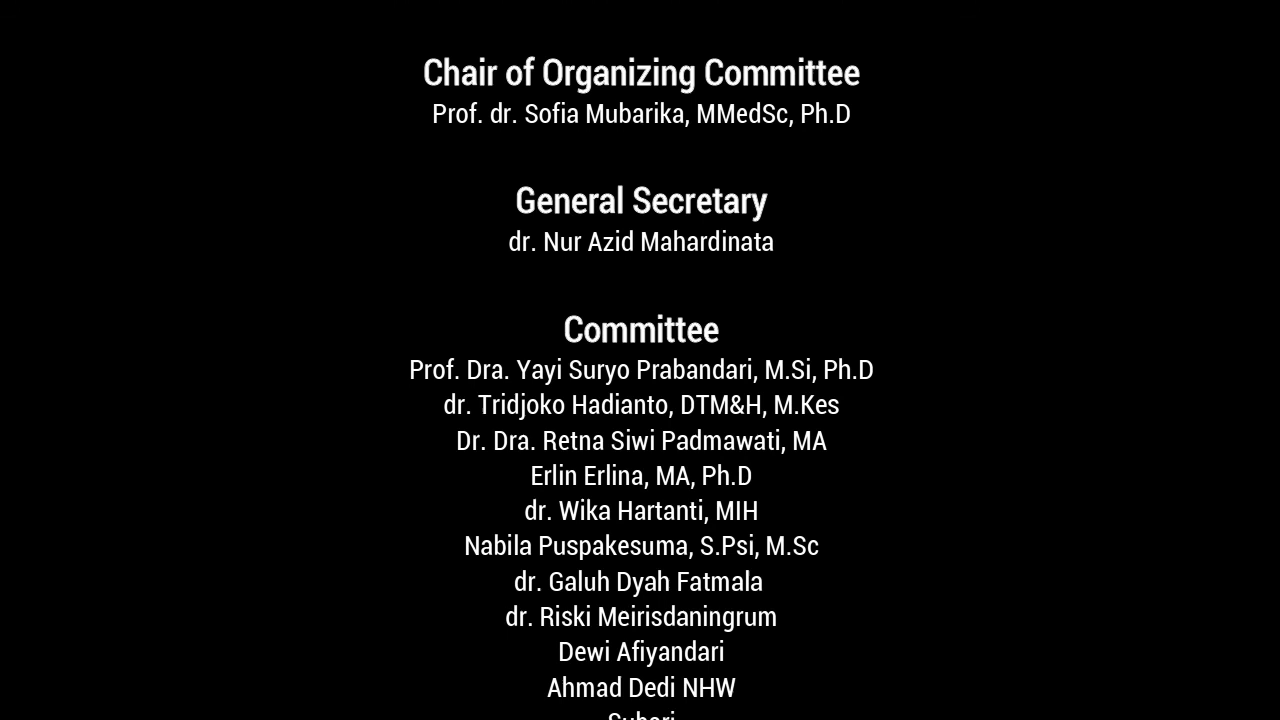 Chair of Organizing Committee
Prof. dr. Sofia Mubarika, MMedSc, Ph.D
General Secretary
dr. Nur Azid Mahardinata
Committee
Prof. Dra. Yayi Suryo Prabandari, M.Si, Ph.D
dr. Tridjoko Hadianto, DTM&H, M.Kes
Dr. Dra. Retna Siwi Padmawati, MA
Erlin Erlina, MA, Ph.D
dr. Wika Hartanti, MIH
Nabila Puspakesuma, S.Psi, M.Sc
dr. Galuh Dyah Fatmala
dr. Riski Meirisdaningrum
Dewi Afiyandari
Ahmad Dedi NHW